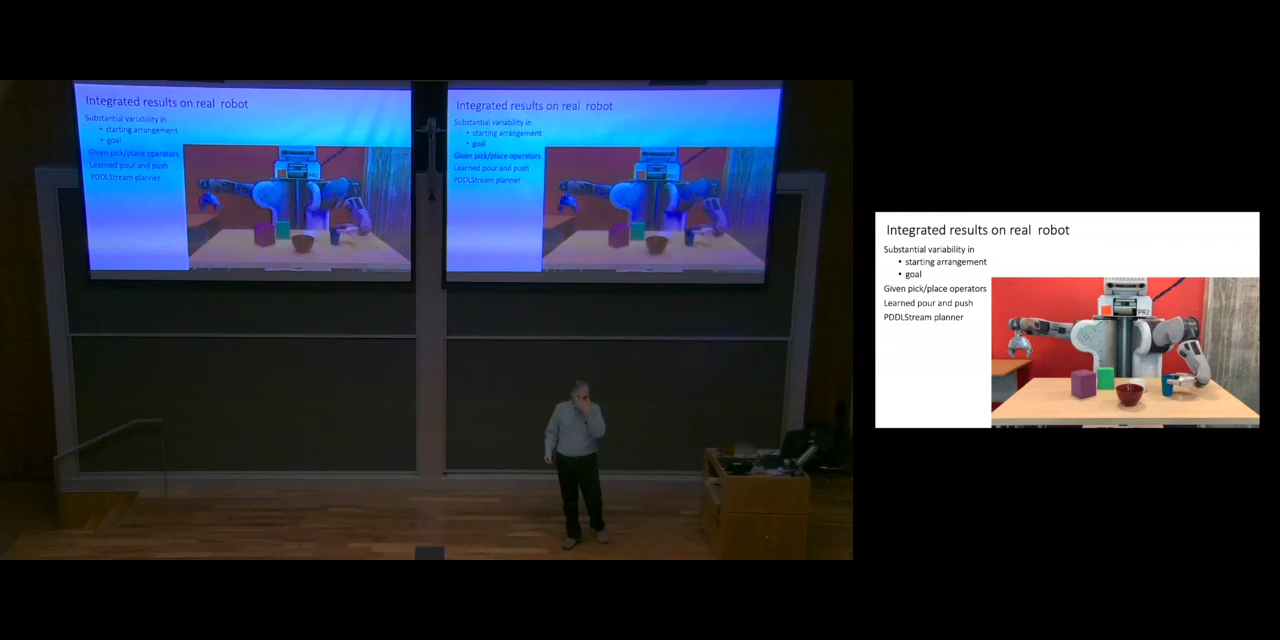 Integrated results on real robot
Substantial variability in
• starting arrangement
• goal
Given pick/place operators
Learned pour and push
PDDLStream planner
PR2
Integrated results on real robot
Substantial variability in
• starting arrangement
• goal
Given pick/place operators
Learned pour and push
PDDLStream planner
Integrated results on real robot
Substantial variability in
• starting arrangement
• goal
Given pick/place operators
Learned pour and push
PDDLStream planner
PR2